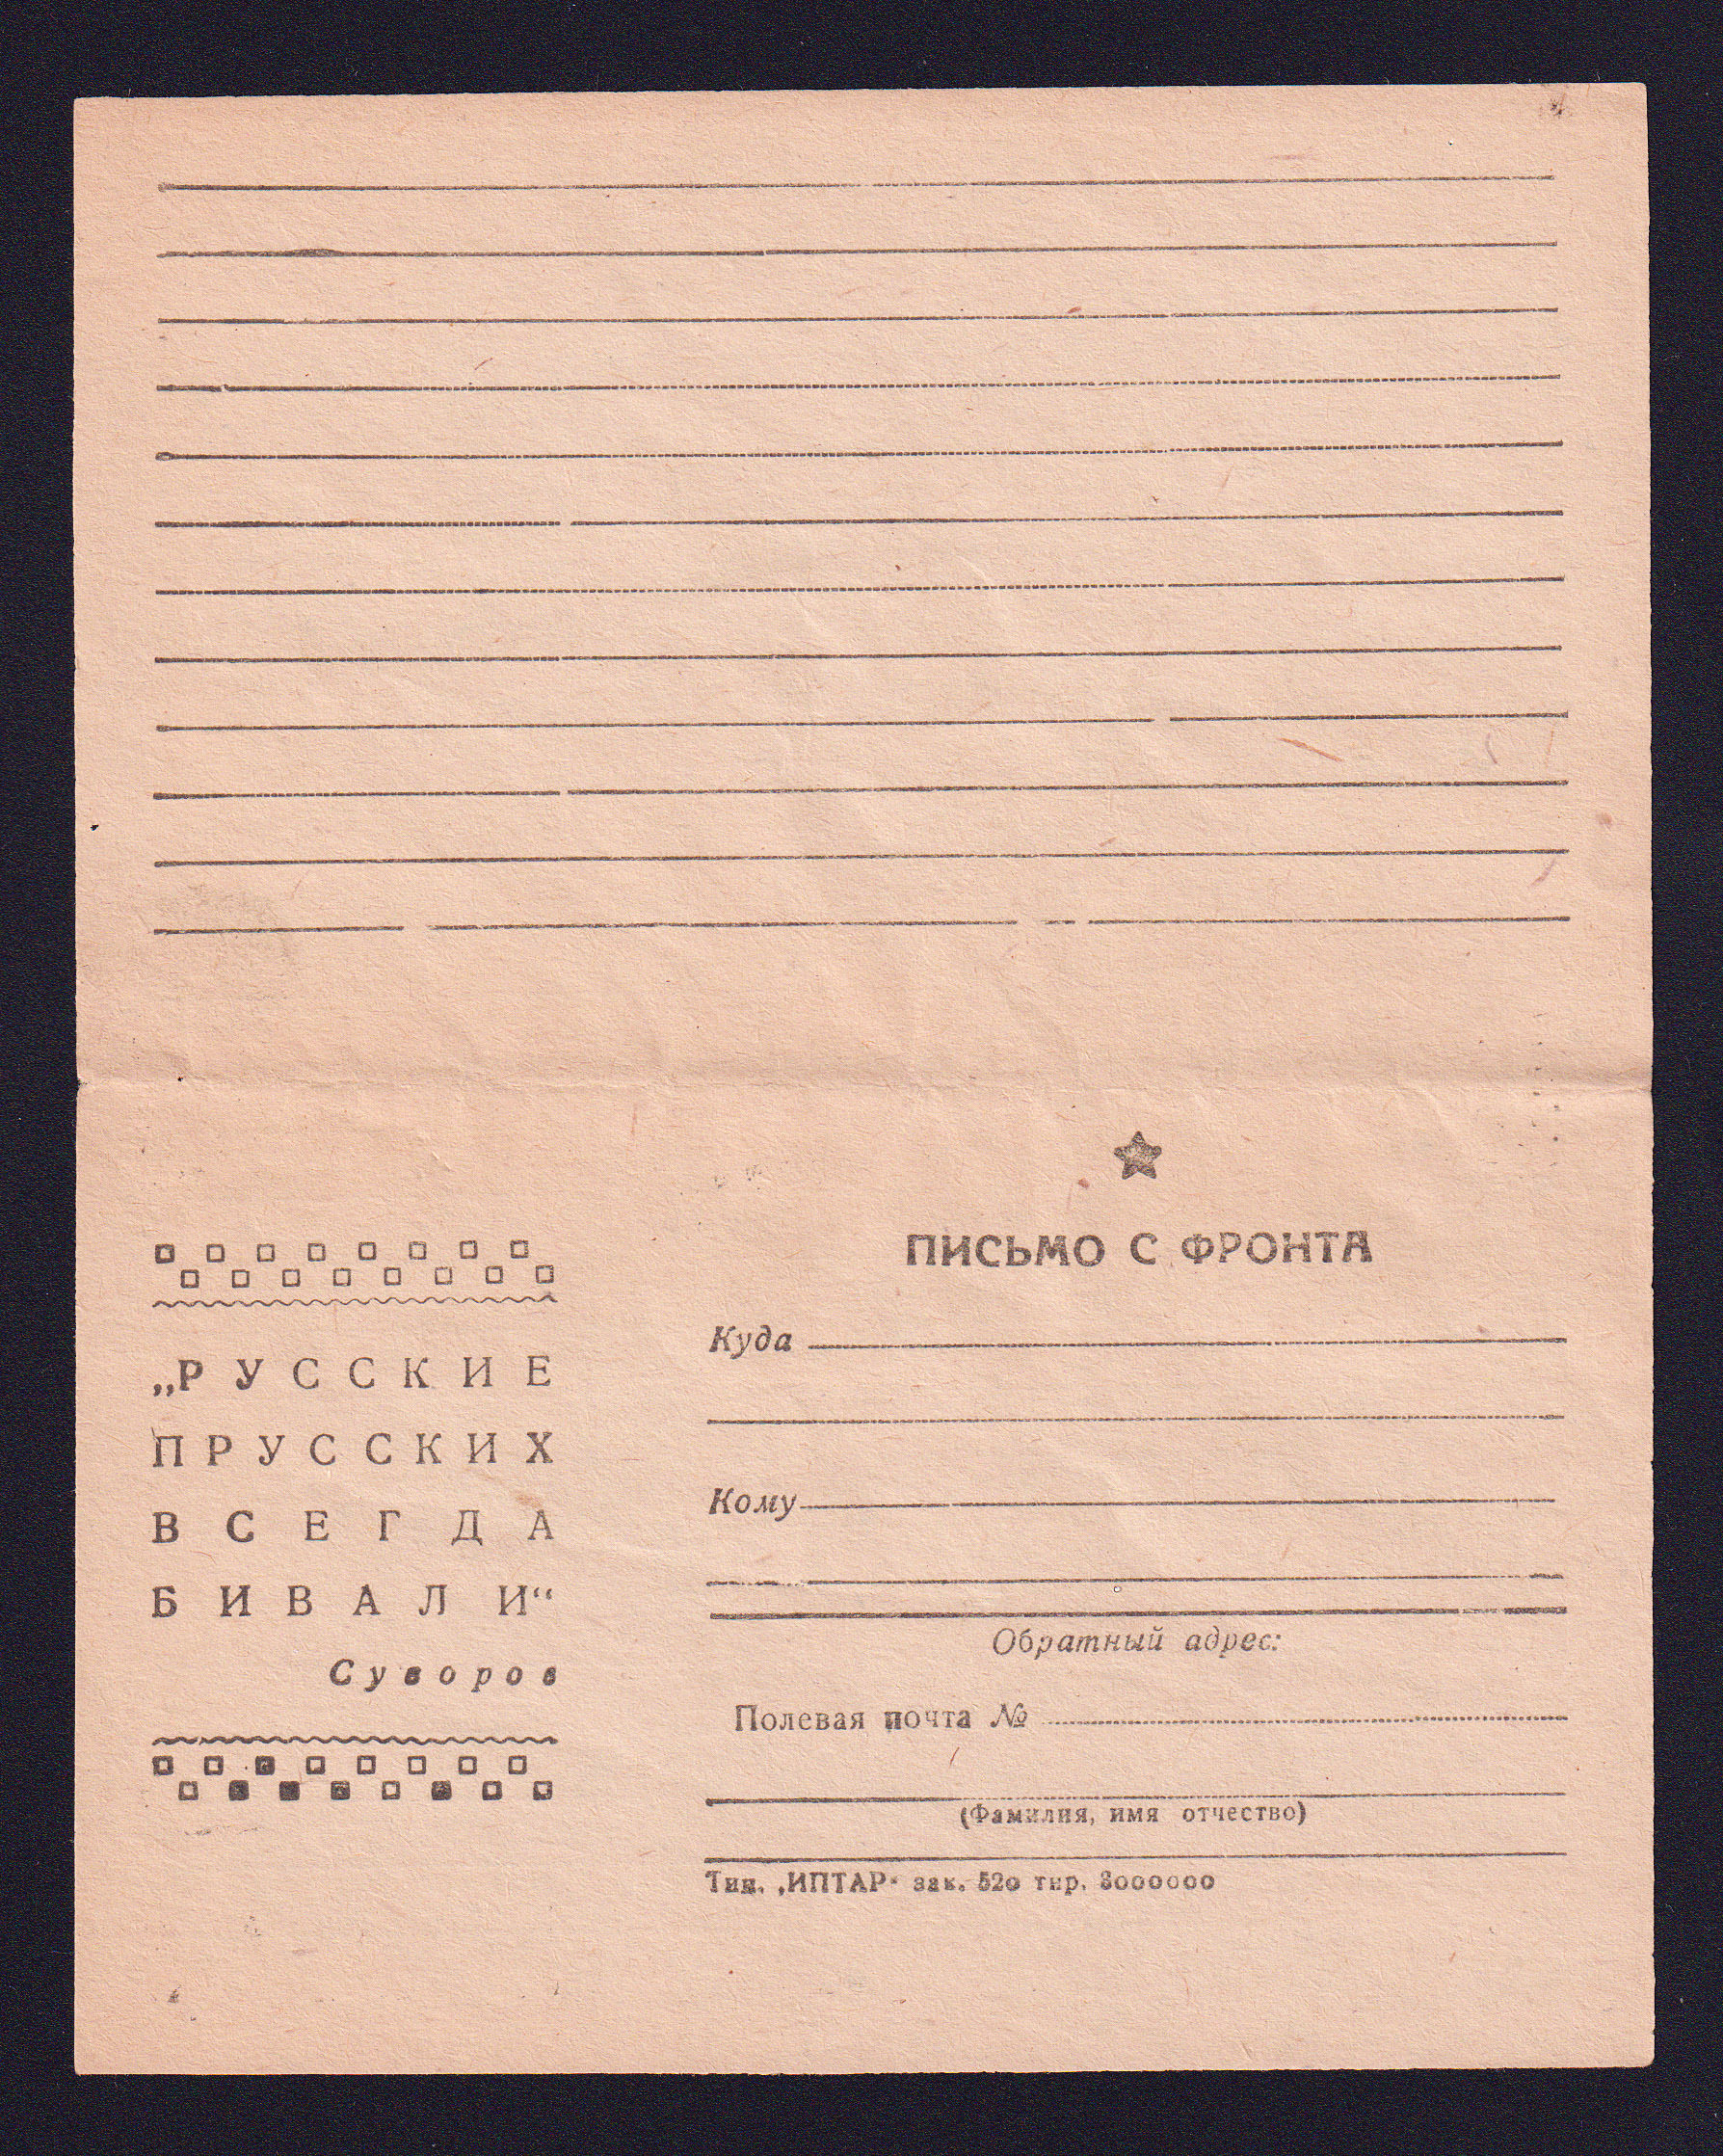 ПИСЬМО С ФРОНТА
„РУССКИЕ
ПРУССКИХ
ВСЕГДА
БИВАЛИ“
Суворов
Куда
Кому
Обратный адрес:
Полевая почта №
(Фамилия, имя отчество)
Тип. „ИПТАР“ зак. 520 тир. 3000000